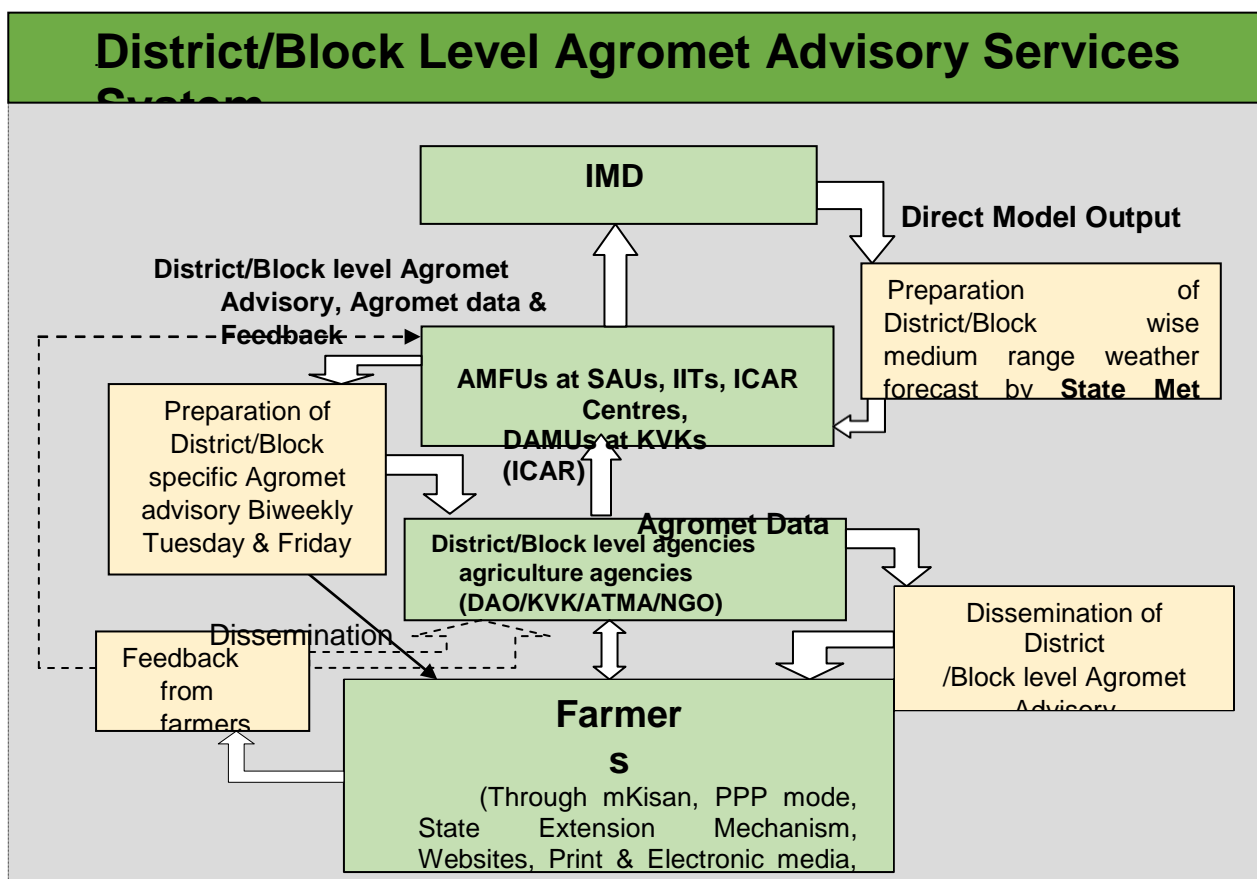 District/Block Level Agromet Advisory Services
System
IMD
Direct Model Output
District/Block level Agromet
Advisory, Agromet data &
Feedback
Preparation of
District/Block wise
medium range weather
forecast by State Met
AMFUs at SAUs, IITs, ICAR
Centres,
DAMUs at KVKs
(ICAR)
Preparation of
District/Block
specific Agromet
advisory Biweekly
Tuesday & Friday
Agromet Data
District/Block level agencies
agriculture agencies
(DAO/KVK/ATMA/NGO)
Dissemination of
District
/Block level Agromet
Advisory
Dissemination
Feedback
from
farmers
Farmer
s
(Through mKisan, PPP mode,
State Extension Mechanism,
Websites, Print & Electronic media,